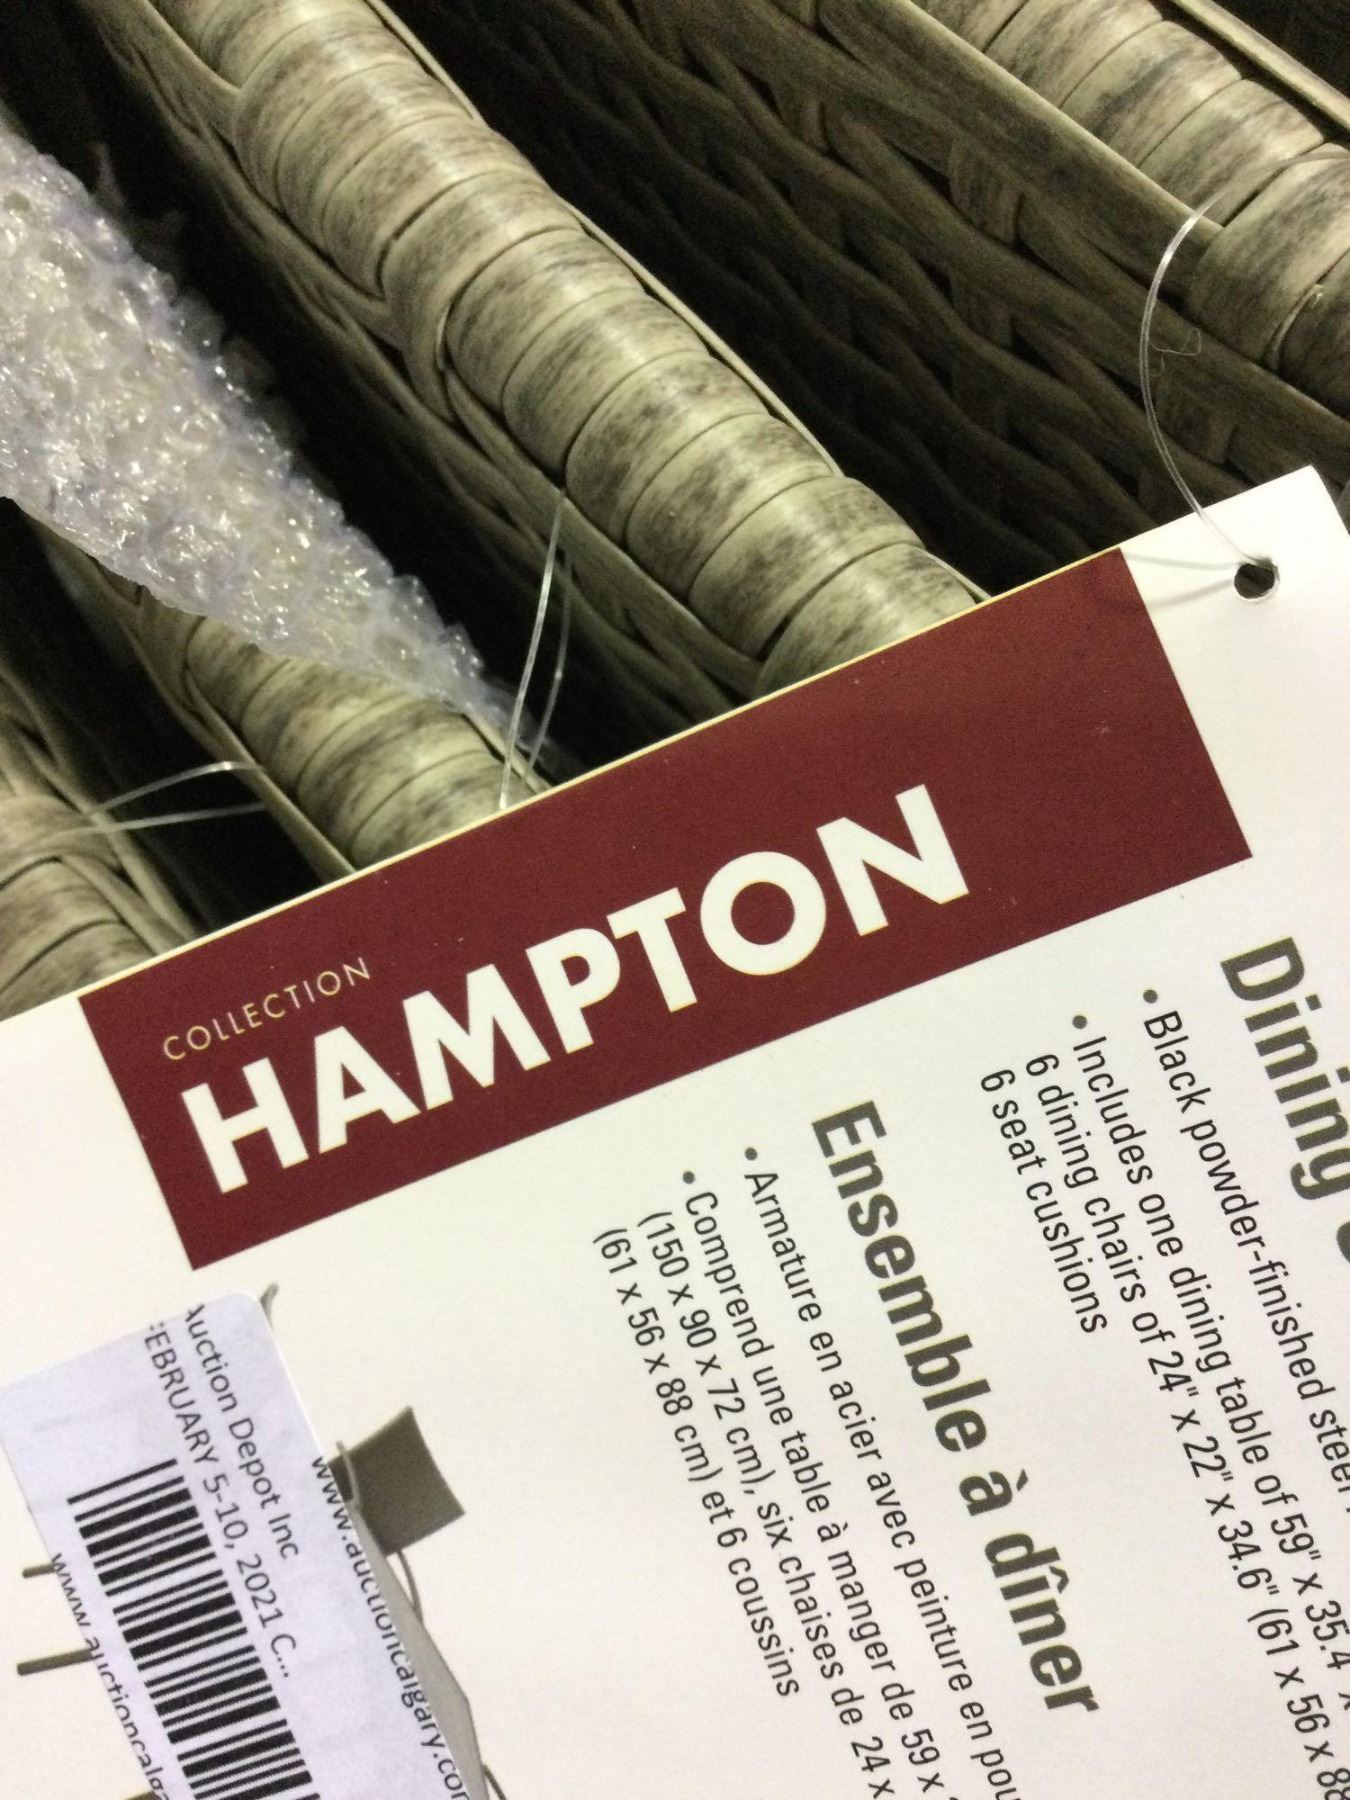 COLLECTION
HAMPTON
Dining
• Black powder-finished steel
• Includes one dining table of 59" x 35.4" x
6 dining chairs of 24" x 22" x 34.6" (61 x 56 x 88
6 seat cushions
Ensemble à dîner
• Armature en acier avec peinture en
• Comprend une table à manger de 59 x
(150 x 90 x 72 cm), six chaises de 24 x
(61 x 56 x 88 cm) et 6 coussins
Auction Depot Inc
FEBRUARY 5-10, 2021 C...
www.auctioncalgary.co
www.auctioncalg